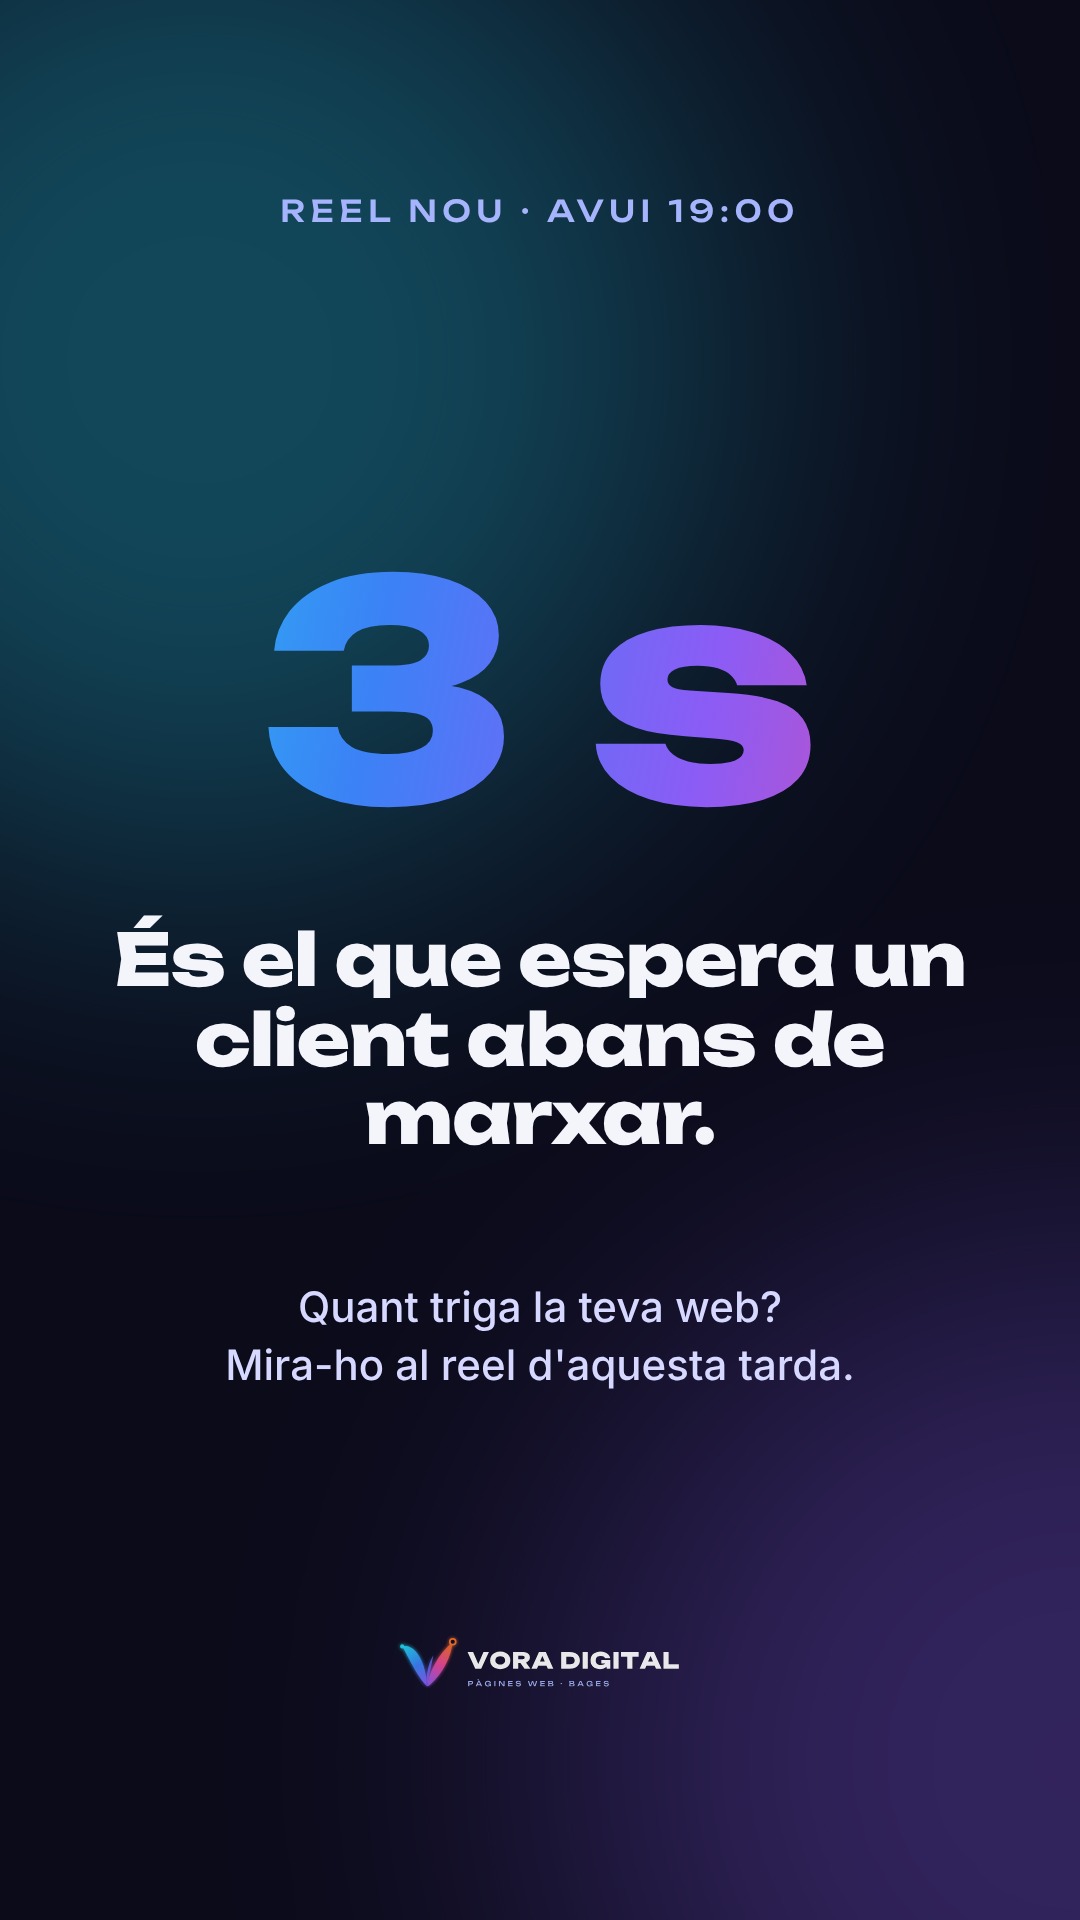 REEL NOU · AVUI 19:00
3 s
És el que espera un
client abans de
marxar.
Quant triga la teva web?
Mira-ho al reel d'aquesta tarda.
VORA DIGITAL
PÀGINES WEB · BAGES